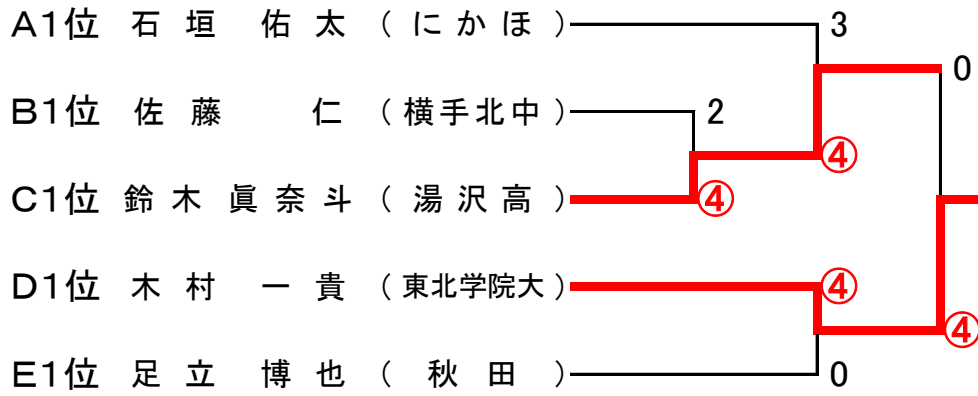 A1位 石垣 佑太 (にかほ) 3
0
B1位 佐藤 仁 (横手北中) 2
④
C1位 鈴木 眞奈斗 (湯沢高) ④
D1位 木村 一貴 (東北学院大) ④
④
E1位 足立 博也 (秋田) 0